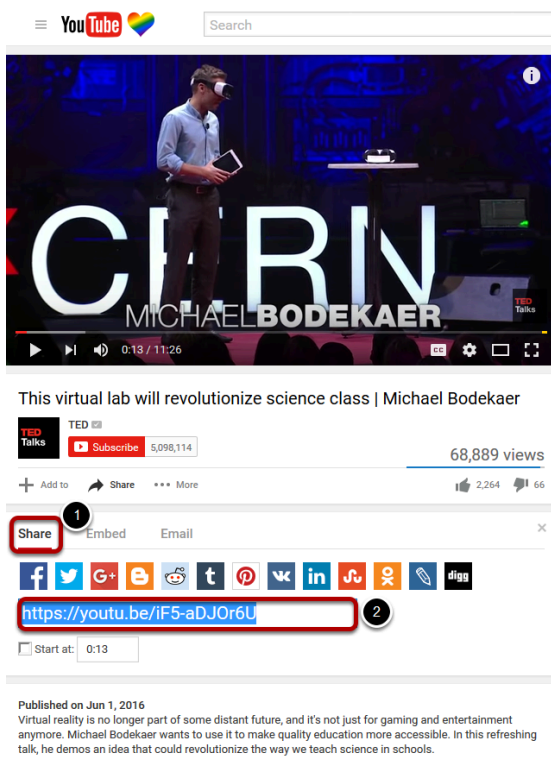 YouTube
Search
i
CERN
MICHAEL BODEKAER
TED
Talks
0:13 / 11:26
CC
This virtual lab will revolutionize science class | Michael Bodekaer
TED
Talks
TED
Subscribe 5,098,114
68,889 views
Add to Share More
2,264 66
1
Share Embed Email
f G+ t vk in digg
https://youtu.be/iF5-aDJOr6U
2
Start at: 0:13
Published on Jun 1, 2016
Virtual reality is no longer part of some distant future, and it's not just for gaming and entertainment
anymore. Michael Bodekaer wants to use it to make quality education more accessible. In this refreshing
talk, he demos an idea that could revolutionize the way we teach science in schools.